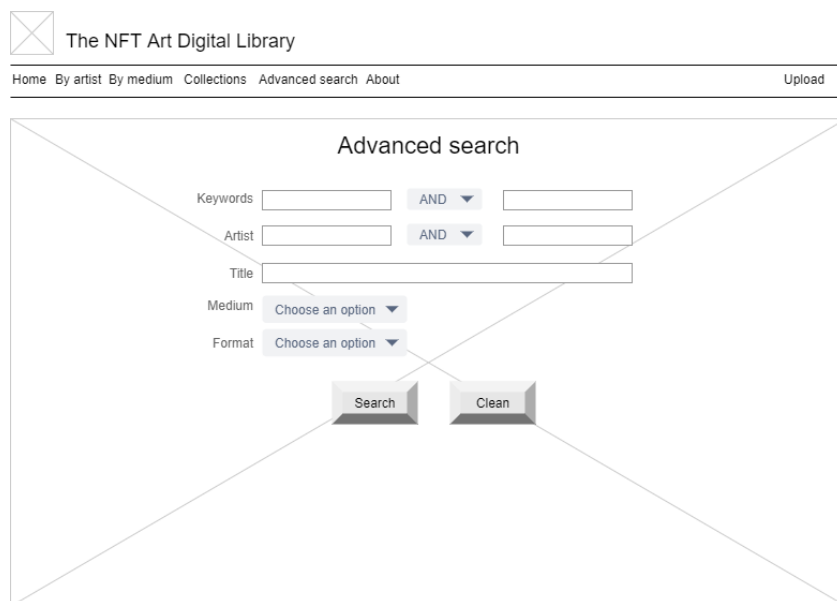 The NFT Art Digital Library
Home By artist By medium Collections Advanced search About Upload
Advanced search
Keywords AND
Artist AND
Title
Medium Choose an option
Format Choose an option
Search Clean